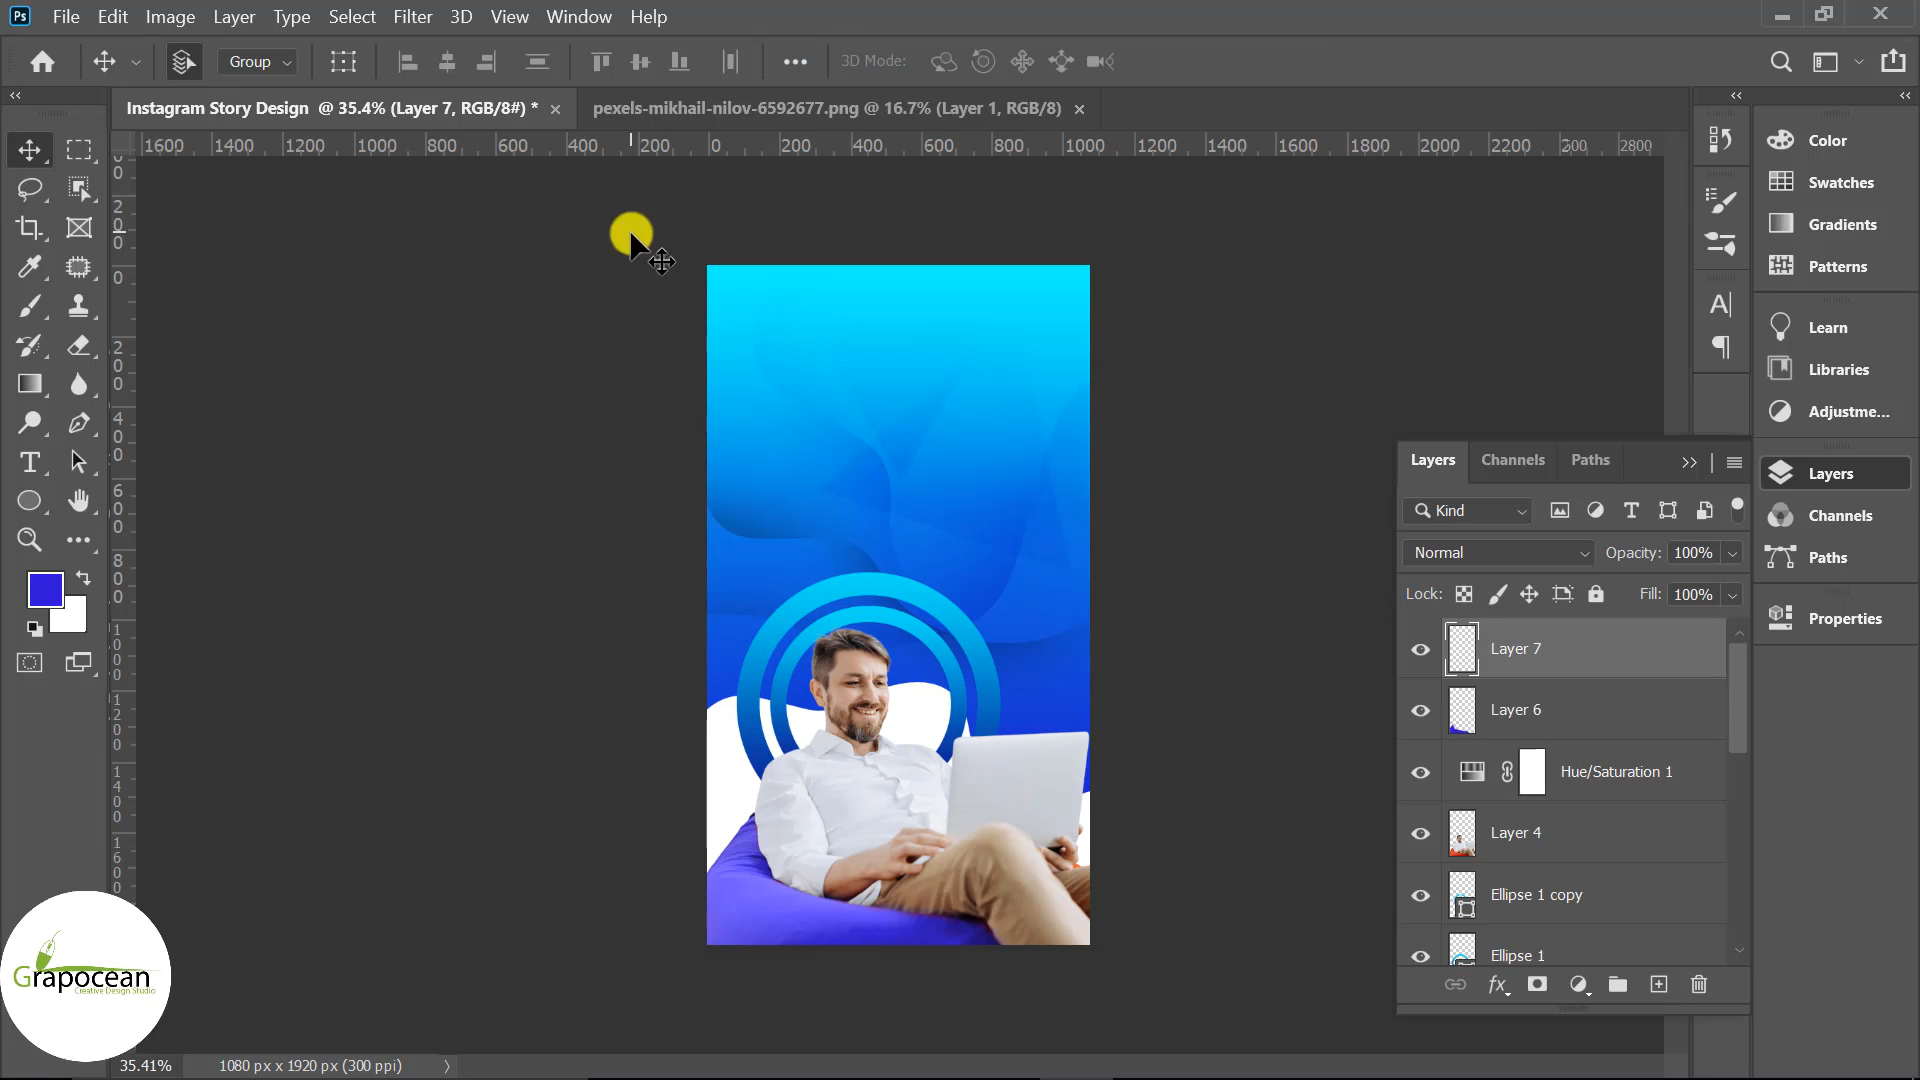 Ps File Edit Image Layer Type Select Filter 3D View Window Help
Group 3D Mode:
Instagram Story Design @ 35.4% (Layer 7, RGB/8#) * pexels-mikhail-nilov-6592677.png @ 16.7% (Layer 1, RGB/8)
1600 1400 1200 1000 800 600 400 200 0 200 400 600 800 1000 1200 1400 1600 1800 2000 2200 2800
Color
Swatches
Gradients
Patterns
Learn
Libraries
Adjustme...
Layers
Channels
Paths
Properties
Layers Channels Paths
Kind
Normal Opacity: 100%
Lock: Fill: 100%
Layer 7
Layer 6
Hue/Saturation 1
Layer 4
Ellipse 1 copy
Ellipse 1
fx
Grapocean
Creative Design Studio
35.41% 1080 px x 1920 px (300 ppi)